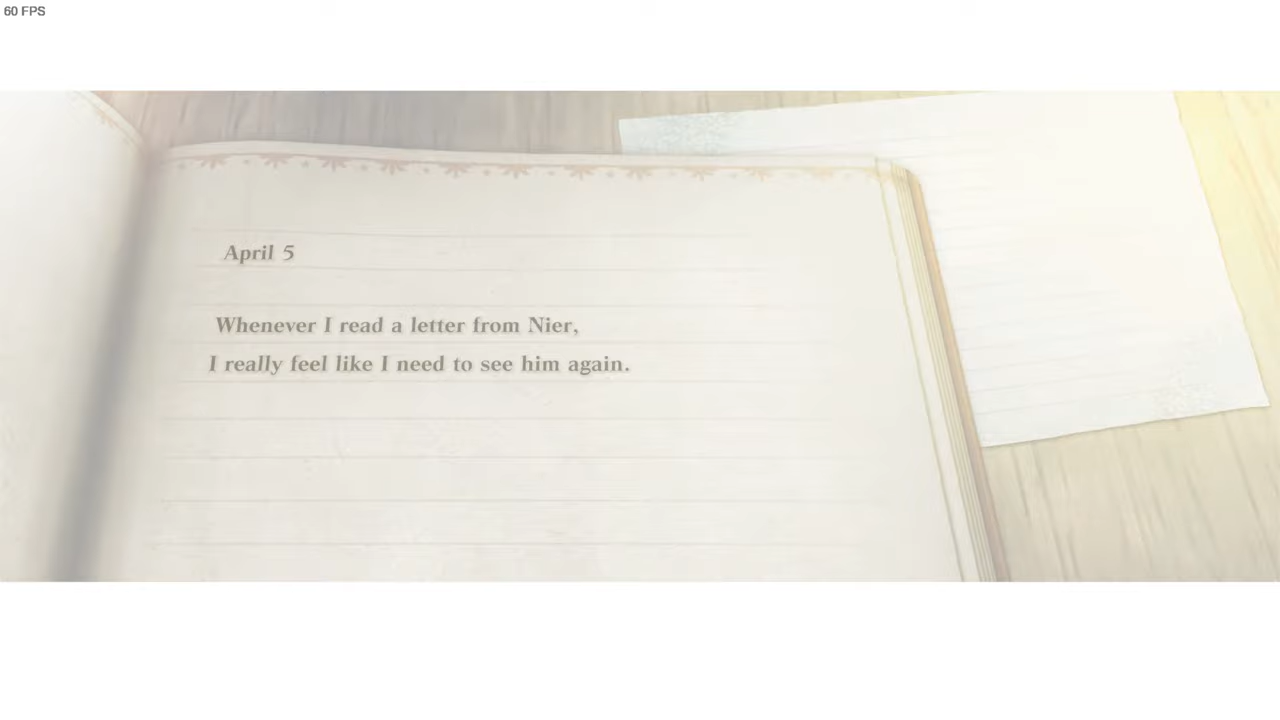 60 FPS
April 5
Whenever I read a letter from Nier,
I really feel like I need to see him again.